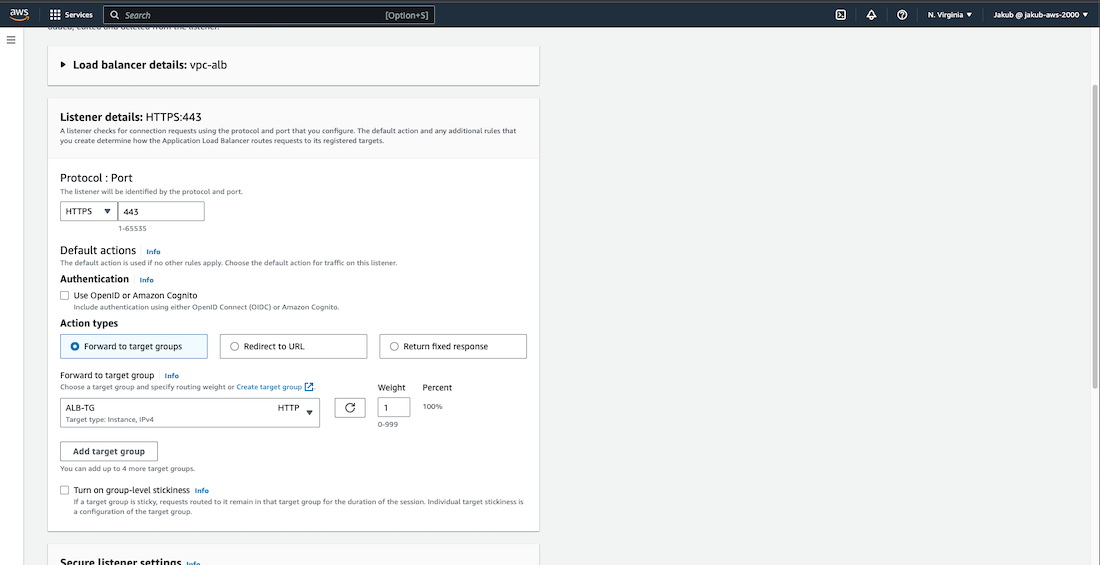 aws
Services
Search
[Option+S]
N. Virginia
Jakub @ jakub-aws-2000
added, edited and deleted from the listener.
Load balancer details: vpc-alb
Listener details: HTTPS:443
A listener checks for connection requests using the protocol and port that you configure. The default action and any additional rules that
you create determine how the Application Load Balancer routes requests to its registered targets.
Protocol : Port
The listener will be identified by the protocol and port.
HTTPS
443
1-65535
Default actions Info
The default action is used if no other rules apply. Choose the default action for traffic on this listener.
Authentication Info
Use OpenID or Amazon Cognito
Include authentication using either OpenID Connect (OIDC) or Amazon Cognito.
Action types
Forward to target groups
Redirect to URL
Return fixed response
Forward to target group Info
Choose a target group and specify routing weight or Create target group
Weight
Percent
ALB-TG
HTTP
Target type: Instance, IPv4
1
100%
0-999
Add target group
You can add up to 4 more target groups.
Turn on group-level stickiness Info
If a target group is sticky, requests routed to it remain in that target group for the duration of the session. Individual target stickiness is
a configuration of the target group.
Secure listener settings Info